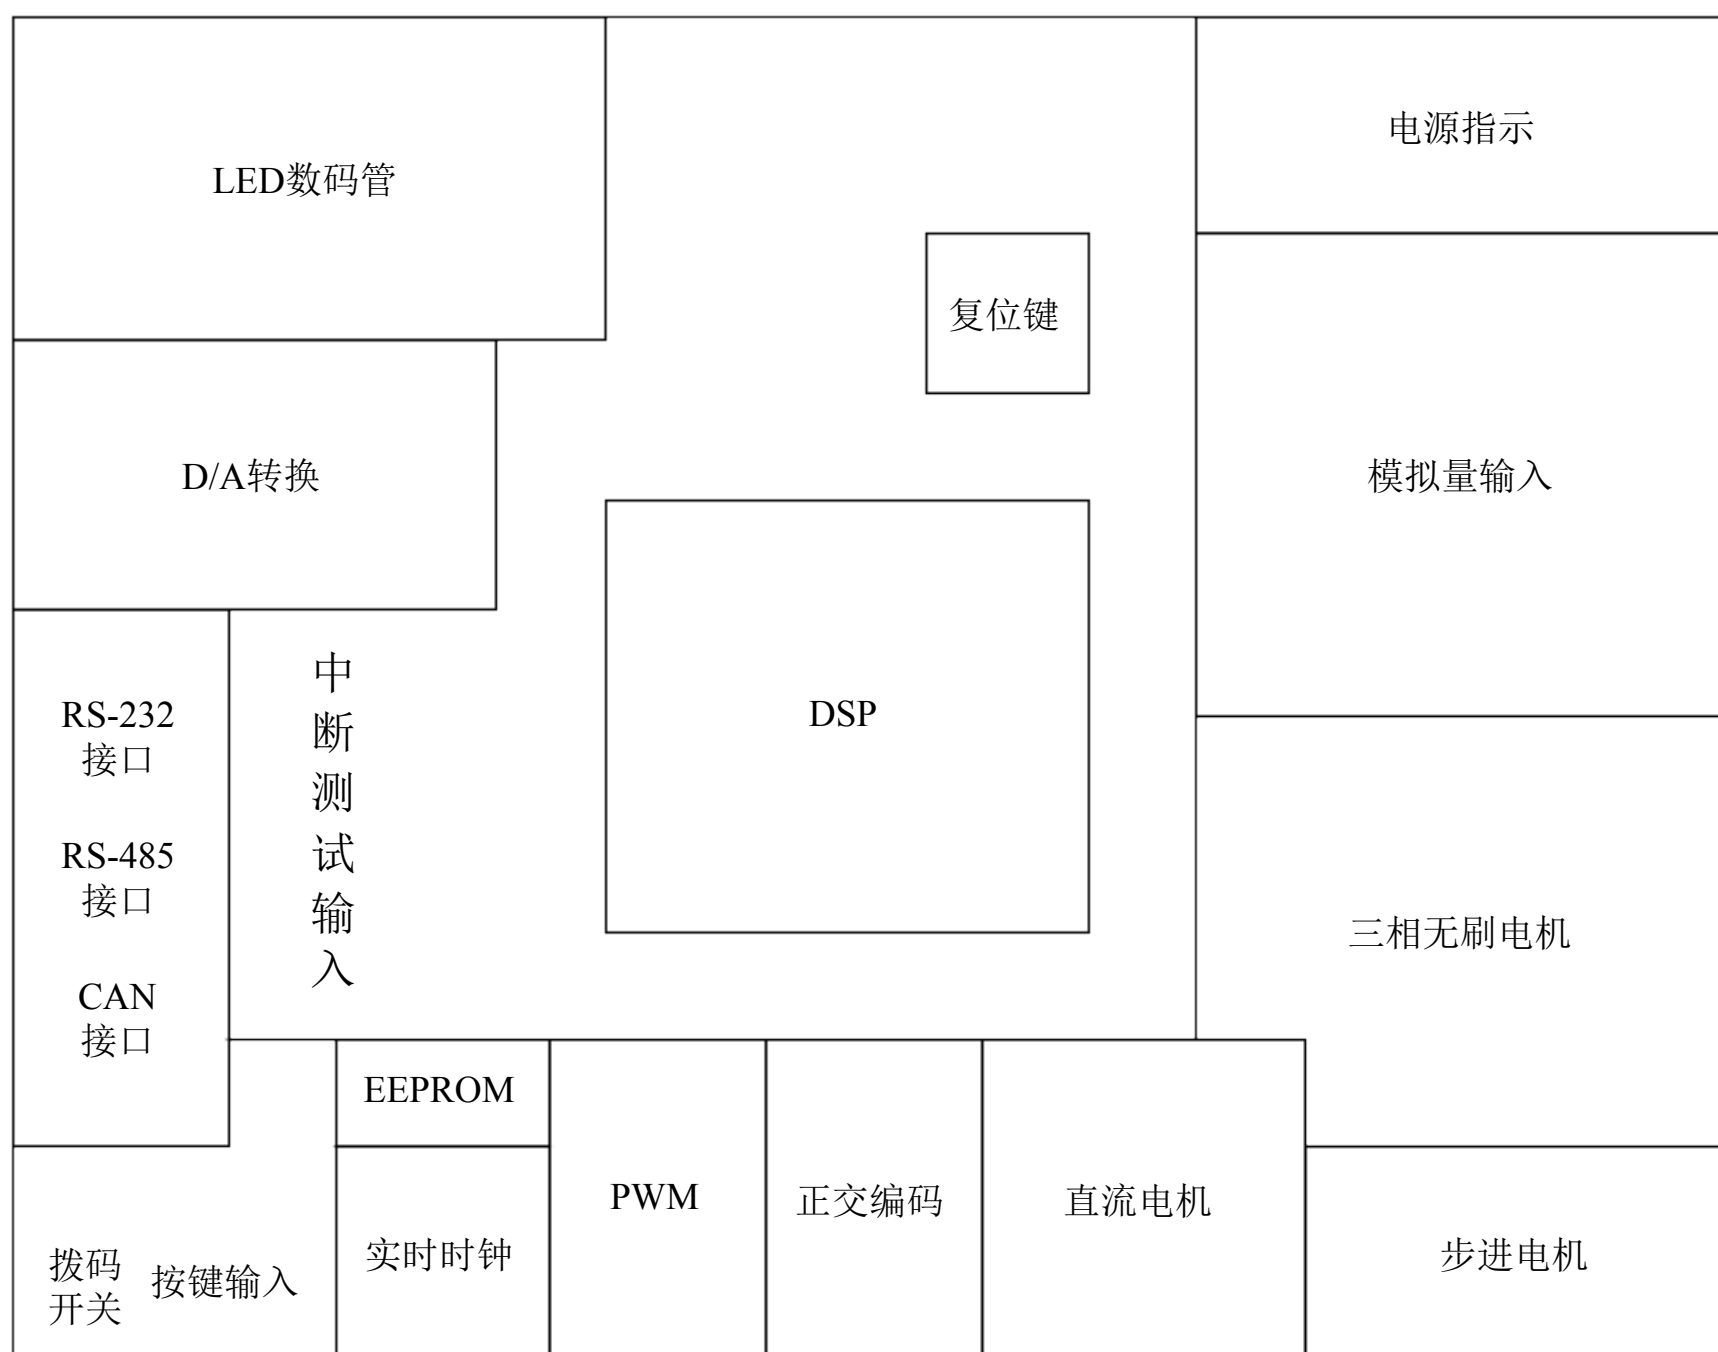 LED数码管
电源指示
复位键
D/A转换
模拟量输入
RS-232
接口
RS-485
接口
CAN
接口
中
断
测
试
输
入
DSP
三相无刷电机
EEPROM
PWM
正交编码
直流电机
实时时钟
步进电机
拨码
开关
按键输入